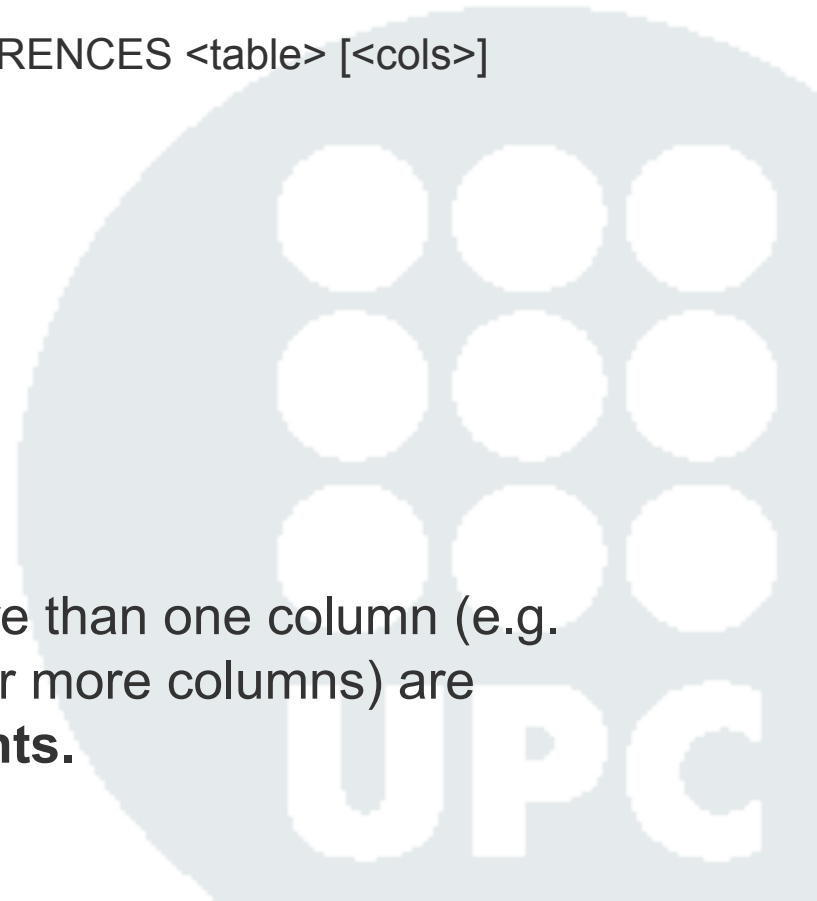 RENCES <table> [<cols>]
e than one column (e.g.
r more columns) are
nts.
UPC